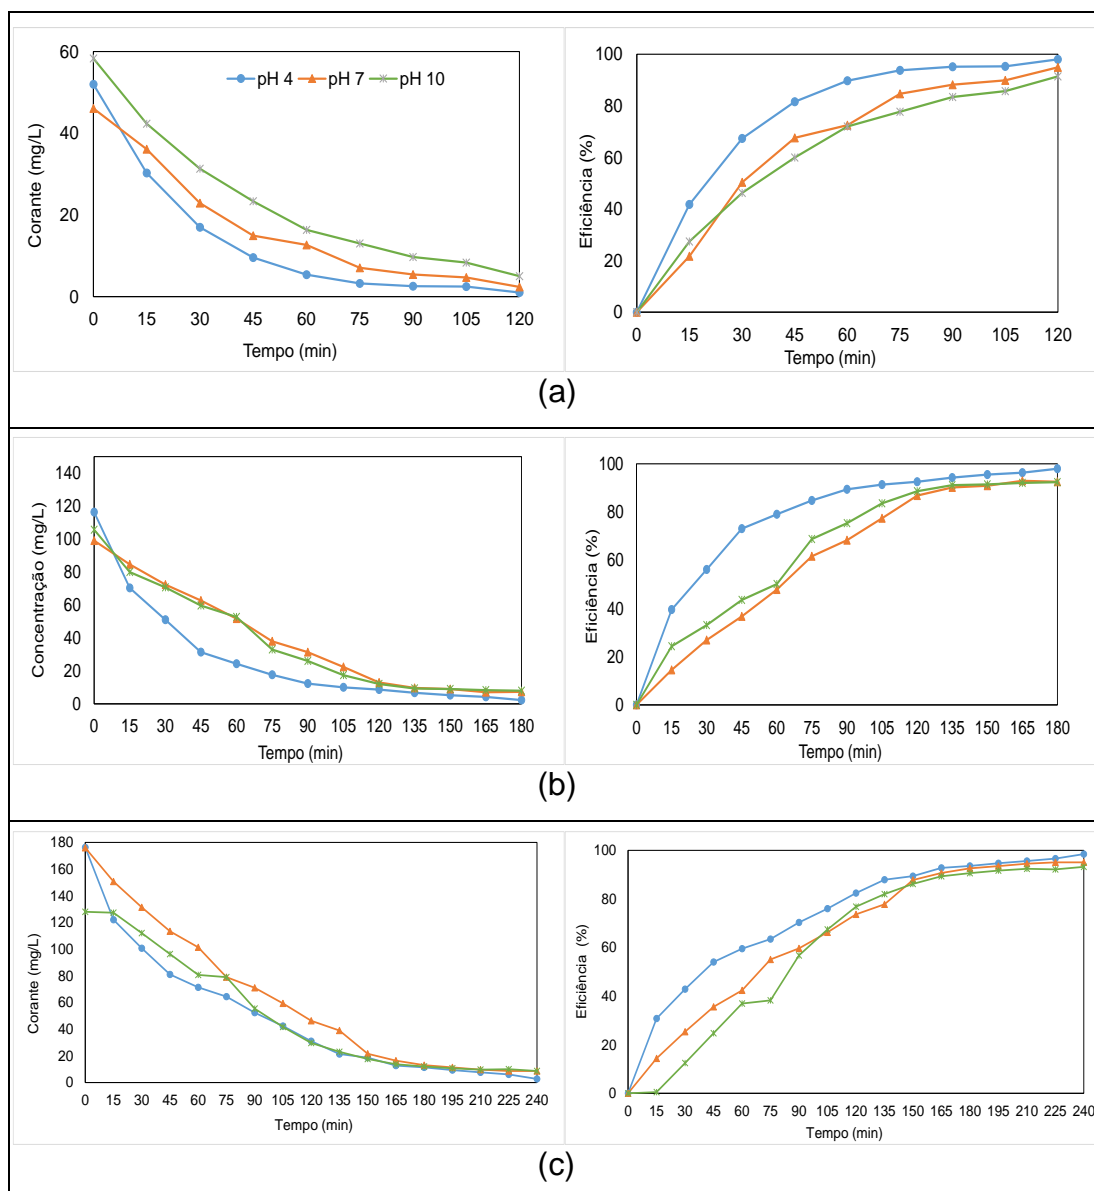 60
40
20
0
Corante (mg/L)
pH 4 pH 7 pH 10
0 15 30 45 60 75 90 105 120
Tempo (min)
100
80
60
40
20
0
Eficiência (%)
0 15 30 45 60 75 90 105 120
Tempo (min)
(a)
140
120
100
80
60
40
20
0
Concentração (mg/L)
0 15 30 45 60 75 90 105 120 135 150 165 180
Tempo (min)
100
80
60
40
20
0
Eficiência (%)
0 15 30 45 60 75 90 105 120 135 150 165 180
Tempo (min)
(b)
180
160
140
120
100
80
60
40
20
0
Corante (mg/L)
0 15 30 45 60 75 90 105 120 135 150 165 180 195 210 225 240
Tempo (min)
100
80
60
40
20
0
Eficiência (%)
0 15 30 45 60 75 90 105 120 135 150 165 180 195 210 225 240
Tempo (min)
(c)